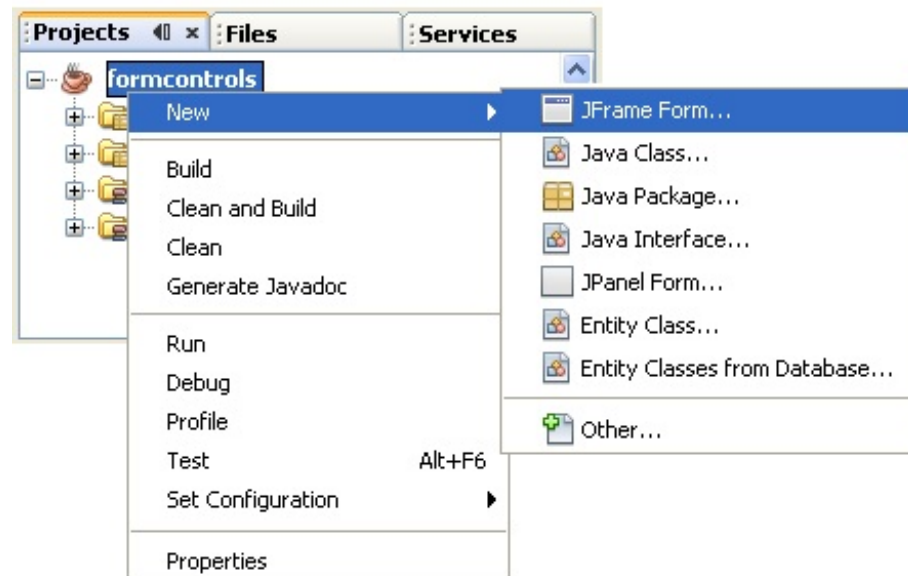 Projects Files Services
formcontrols
New
Build
Clean and Build
Clean
Generate Javadoc
Run
Debug
Profile
Test Alt+F6
Set Configuration
Properties
JFrame Form...
Java Class...
Java Package...
Java Interface...
JPanel Form...
Entity Class...
Entity Classes from Database...
Other...